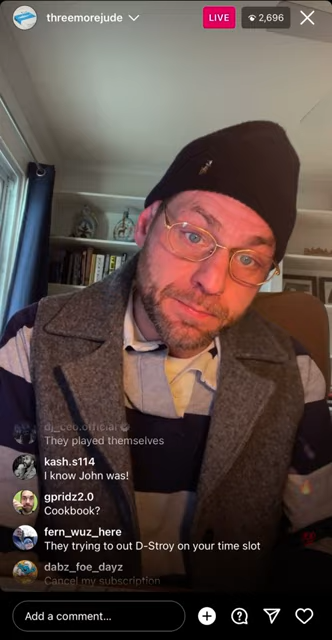 threemorejude
LIVE
2,696
dj_ceo.official
They played themselves
kash.s114
I know John was!
gpridz2.0
Cookbook?
fern_wuz_here
They trying to out D-Stroy on your time slot
dabz_foe_dayz
Cancel my subscription
Add a comment...